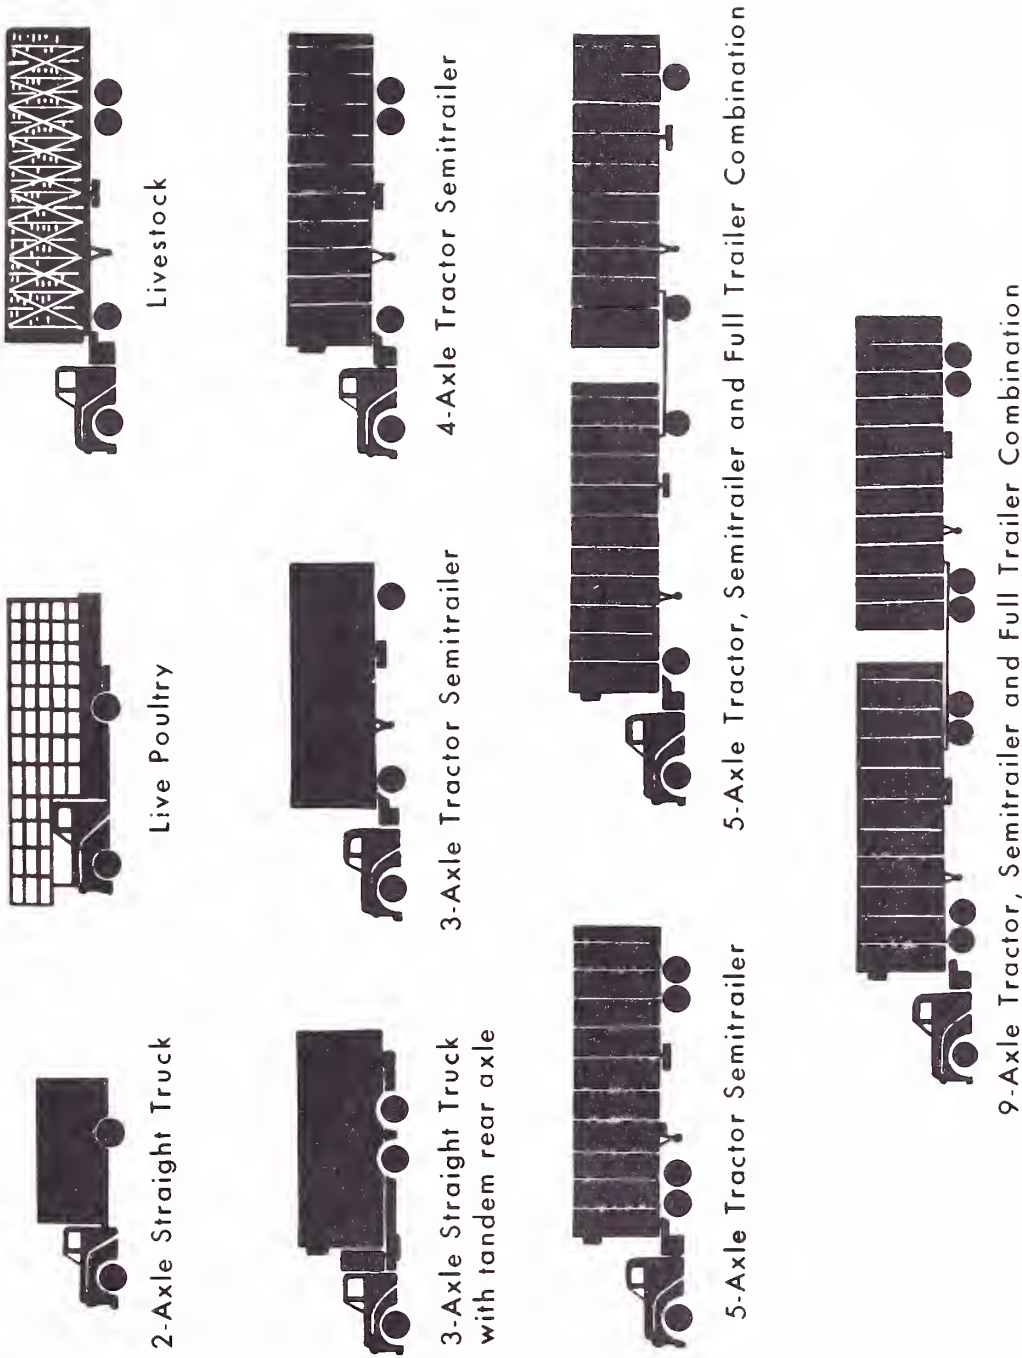 2-Axle Straight Truck
Live Poultry
Livestock
3-Axle Straight Truck
with tandem rear axle
3-Axle Tractor Semitrailer
4-Axle Tractor Semitrailer
5-Axle Tractor Semitrailer
5-Axle Tractor, Semitrailer and Full Trailer Combination
9-Axle Tractor, Semitrailer and Full Trailer Combination